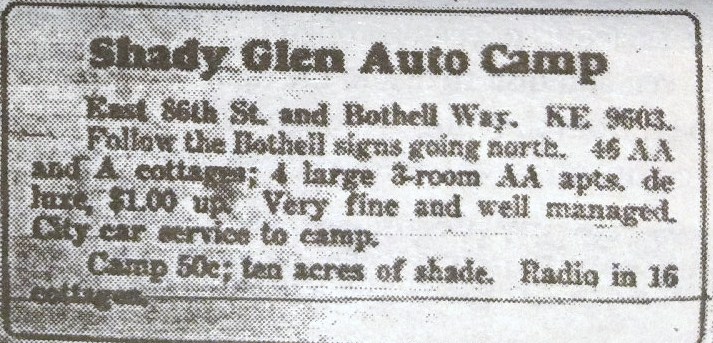 Shady Glen Auto Camp
East 86th St. and Bothell Way. KE 9603.
Follow the Bothell signs going north. 46 AA
and A cottages; 4 large 3-room AA apts. de
luxe, $1.00 up. Very fine and well managed.
City car service to camp.
Camp 50c; ten acres of shade. Radio in 16
cottages.